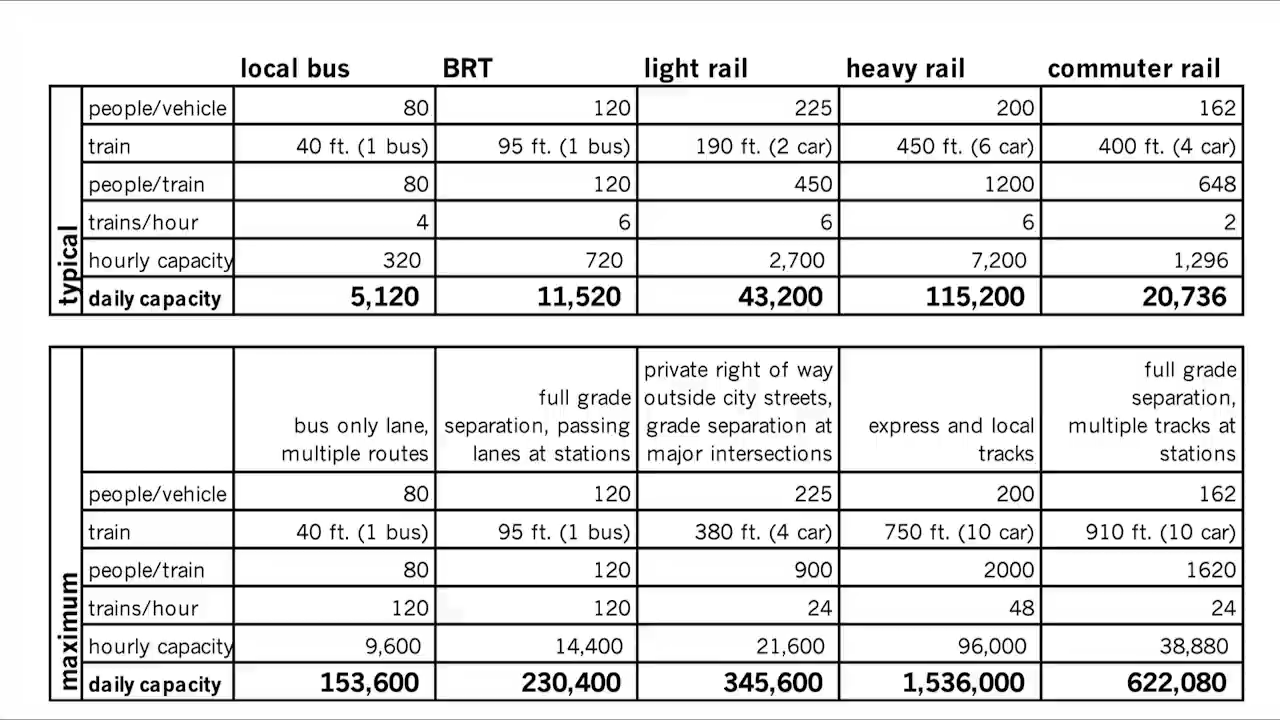 local bus BRT light rail heavy rail commuter rail
typical
people/vehicle 80 120 225 200 162
train 40 ft. (1 bus) 95 ft. (1 bus) 190 ft. (2 car) 450 ft. (6 car) 400 ft. (4 car)
people/train 80 120 450 1200 648
trains/hour 4 6 6 6 2
hourly capacity 320 720 2,700 7,200 1,296
daily capacity 5,120 11,520 43,200 115,200 20,736
maximum
bus only lane,
multiple routes
full grade
separation, passing
lanes at stations
private right of way
outside city streets,
grade separation at
major intersections
express and local
tracks
full grade
separation,
multiple tracks at
stations
people/vehicle 80 120 225 200 162
train 40 ft. (1 bus) 95 ft. (1 bus) 380 ft. (4 car) 750 ft. (10 car) 910 ft. (10 car)
people/train 80 120 900 2000 1620
trains/hour 120 120 24 48 24
hourly capacity 9,600 14,400 21,600 96,000 38,880
daily capacity 153,600 230,400 345,600 1,536,000 622,080